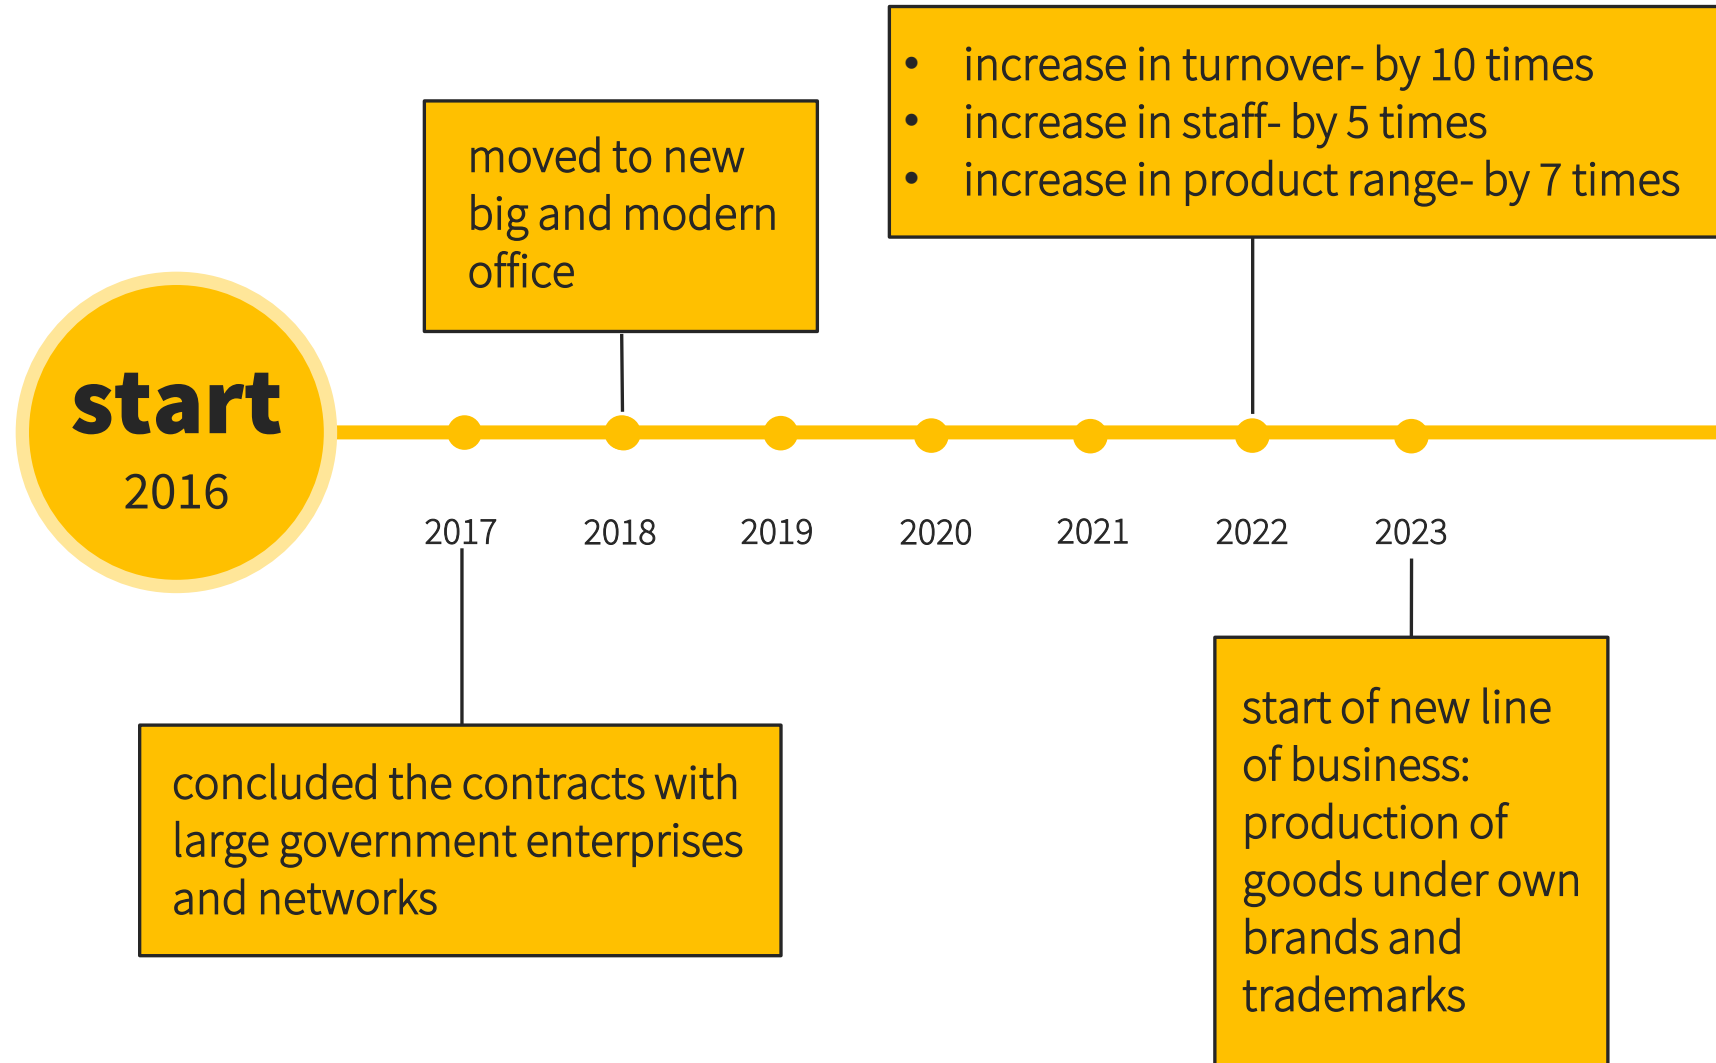 • increase in turnover- by 10 times
• increase in staff- by 5 times
• increase in product range- by 7 times
moved to new
big and modern
office
start
2016
2017 2018 2019 2020 2021 2022 2023
concluded the contracts with
large government enterprises
and networks
start of new line
of business:
production of
goods under own
brands and
trademarks